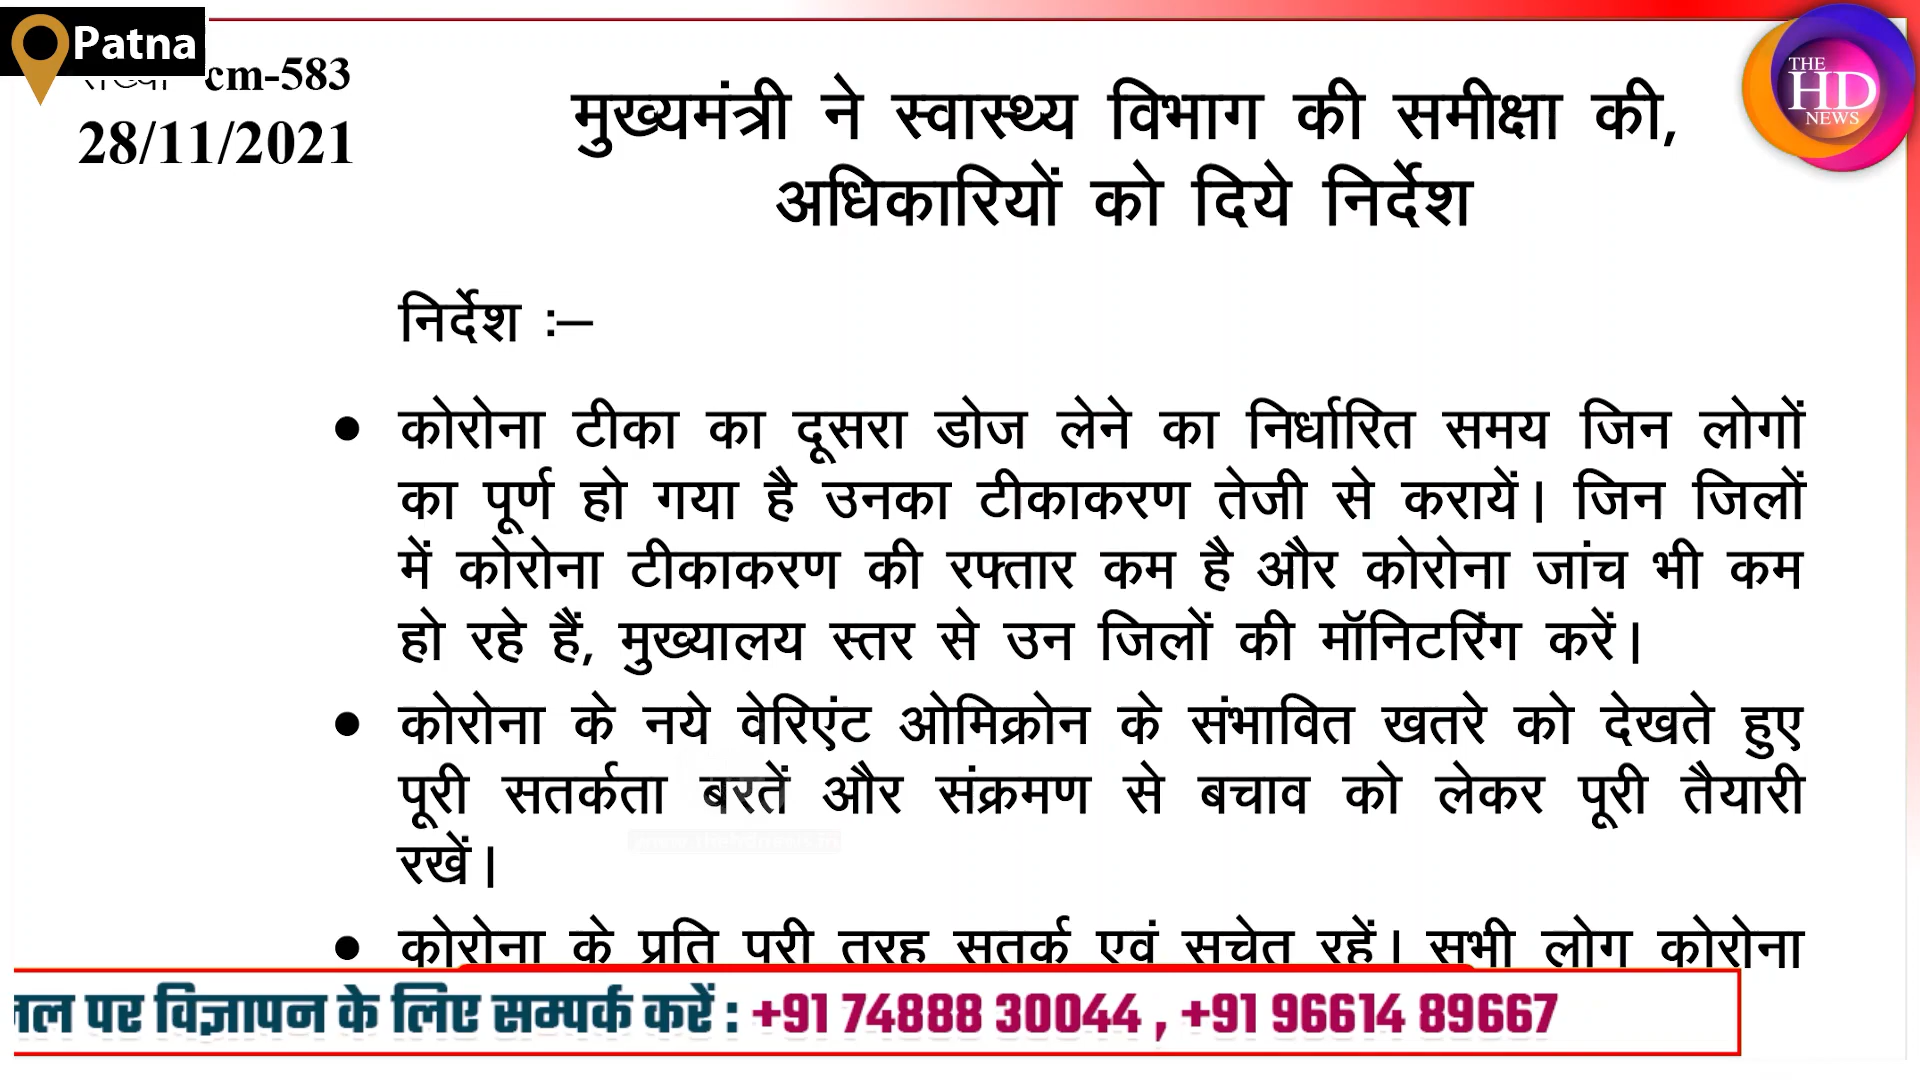 Patna
cm-583
28/11/2021
THE
HD
NEWS
मुख्यमंत्री ने स्वास्थ्य विभाग की समीक्षा की,
अधिकारियों को दिये निर्देश
निर्देश :–
• कोरोना टीका का दूसरा डोज लेने का निर्धारित समय जिन लोगों
का पूर्ण हो गया है उनका टीकाकरण तेजी से करायें। जिन जिलों
में कोरोना टीकाकरण की रफ्तार कम है और कोरोना जांच भी कम
हो रहे हैं, मुख्यालय स्तर से उन जिलों की मॉनिटरिंग करें।
• कोरोना के नये वेरिएंट ओमिक्रोन के संभावित खतरे को देखते हुए
पूरी सतर्कता बरतें और संक्रमण से बचाव को लेकर पूरी तैयारी
रखें।
• कोरोना के प्रति पूरी तरह सतर्क एवं सचेत रहें। सभी लोग कोरोना
पर विज्ञापन के लिए सम्पर्क करें : +91 74888 30044 , +91 96614 89667